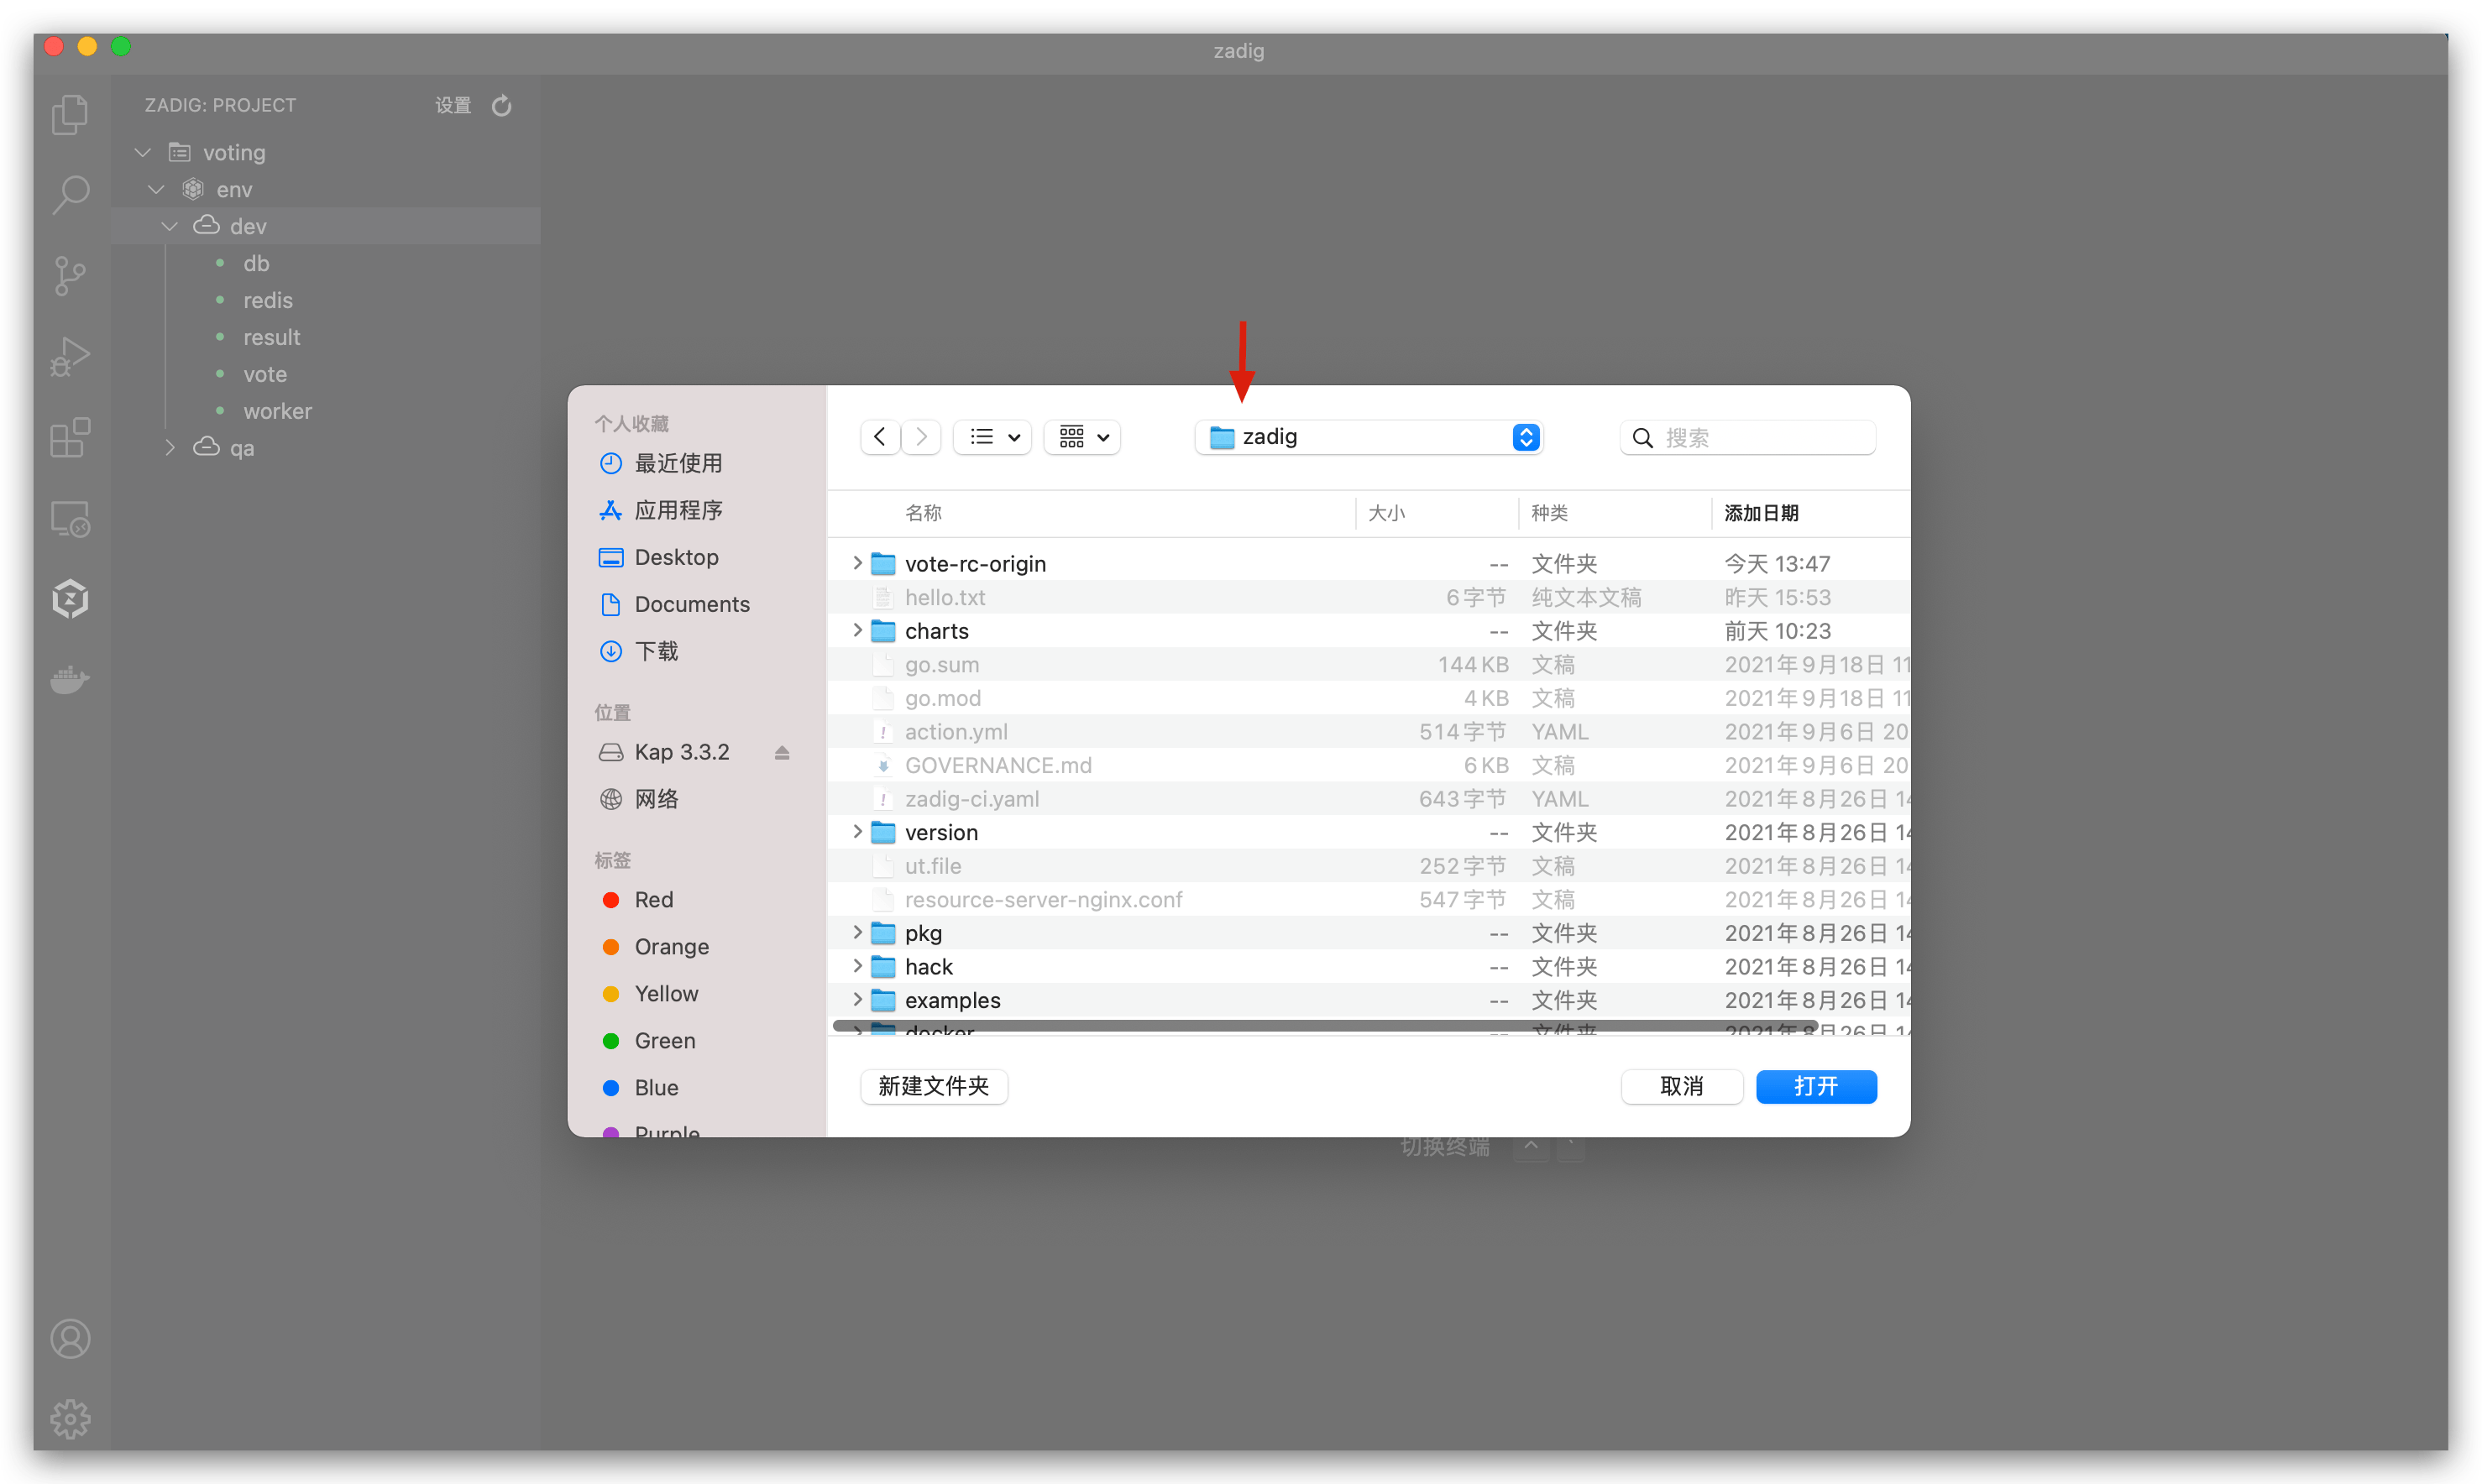 zadig
ZADIG: PROJECT 设置
voting
env
dev
db
redis
result
vote
worker
qa
个人收藏
最近使用
应用程序
Desktop
Documents
下载
位置
Kap 3.3.2
网络
标签
Red
Orange
Yellow
Green
Blue
Purple
zadig
搜索
名称 大小 种类 添加日期
vote-rc-origin -- 文件夹 今天 13:47
hello.txt 6字节 纯文本文稿 昨天 15:53
charts -- 文件夹 前天 10:23
go.sum 144 KB 文稿 2021年9月18日 11
go.mod 4 KB 文稿 2021年9月18日 11
action.yml 514字节 YAML 2021年9月6日 20
GOVERNANCE.md 6 KB 文稿 2021年9月6日 20
zadig-ci.yaml 643字节 YAML 2021年8月26日 14
version -- 文件夹 2021年8月26日 14
ut.file 252字节 文稿 2021年8月26日 14
resource-server-nginx.conf 547字节 文稿 2021年8月26日 14
pkg -- 文件夹 2021年8月26日 14
hack -- 文件夹 2021年8月26日 14
examples -- 文件夹 2021年8月26日 14
docker -- 文件夹 2021年8月26日 14
新建文件夹 取消 打开
切换终端